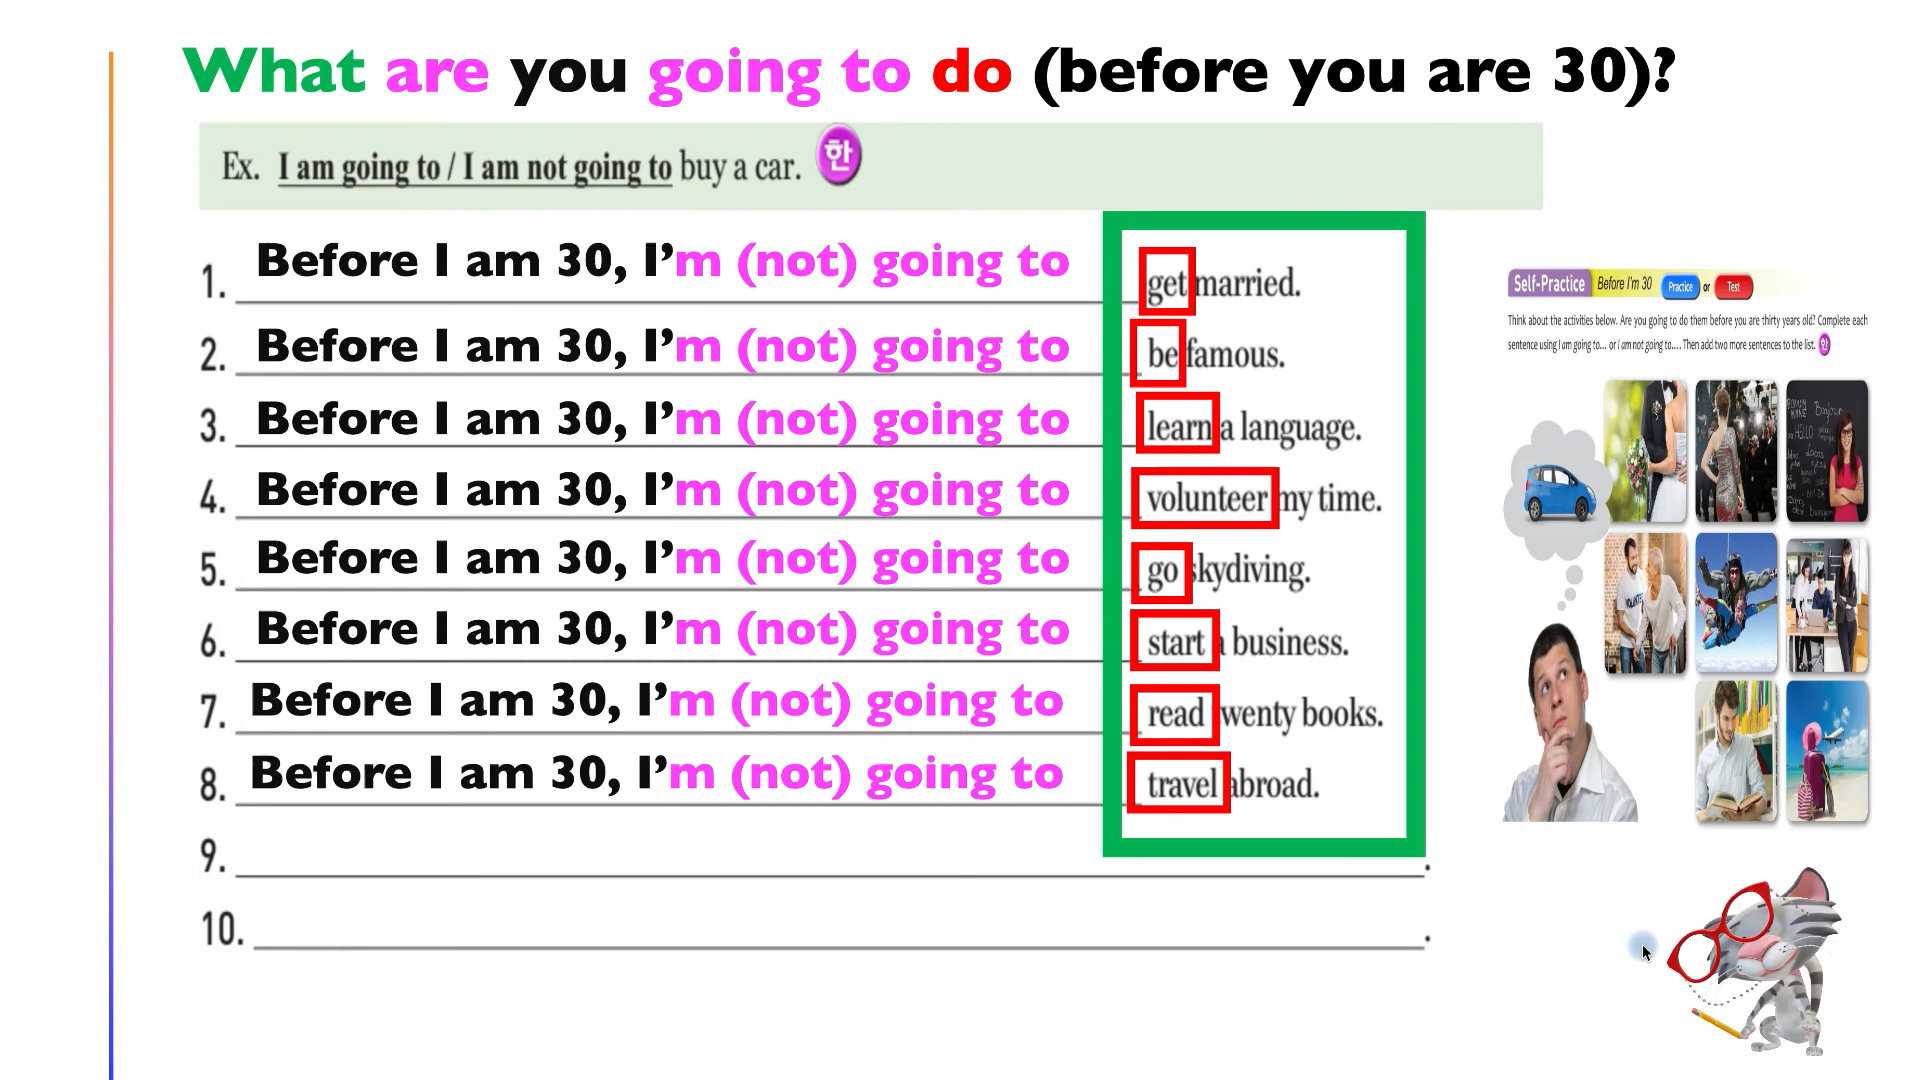 What are you going to do (before you are 30)?
Ex. I am going to / I am not going to buy a car. 한
1. Before I am 30, I'm (not) going to get married.
2. Before I am 30, I'm (not) going to be famous.
3. Before I am 30, I'm (not) going to learn a language.
4. Before I am 30, I'm (not) going to volunteer my time.
5. Before I am 30, I'm (not) going to go skydiving.
6. Before I am 30, I'm (not) going to start a business.
7. Before I am 30, I'm (not) going to read twenty books.
8. Before I am 30, I'm (not) going to travel abroad.
9. .
10. .
Self-Practice Before I'm 30 Practice or Test
Think about the activities below. Are you going to do them before you are thirty years old? Complete each
sentence using I am going to... or I am not going to.... Then add two more sentences to the list. 한